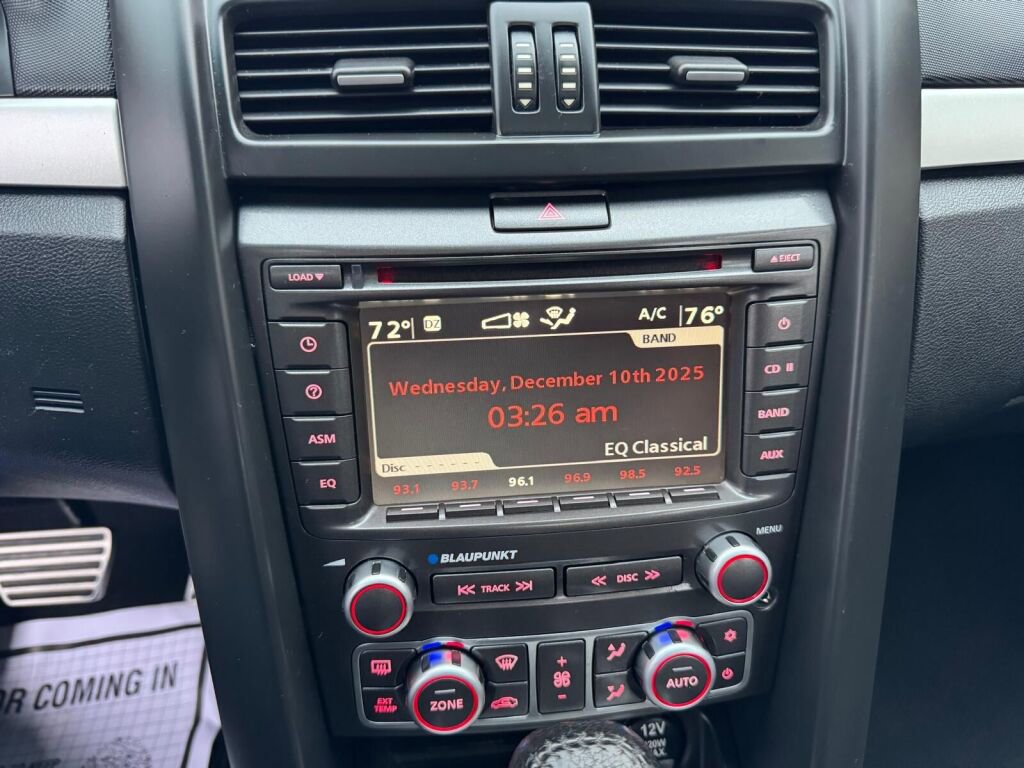 LOAD
EJECT
72° DZ A/C 76°
BAND
Wednesday, December 10th 2025
03:26 am
EQ Classical
Disc - - - - - -
93.1 93.7 96.1 96.9 98.5 92.5
ASM
EQ
CD
BAND
AUX
MENU
BLAUPUNKT
TRACK
DISC
EXT
TEMP
ZONE
+
-
AUTO
12V
OR COMING IN